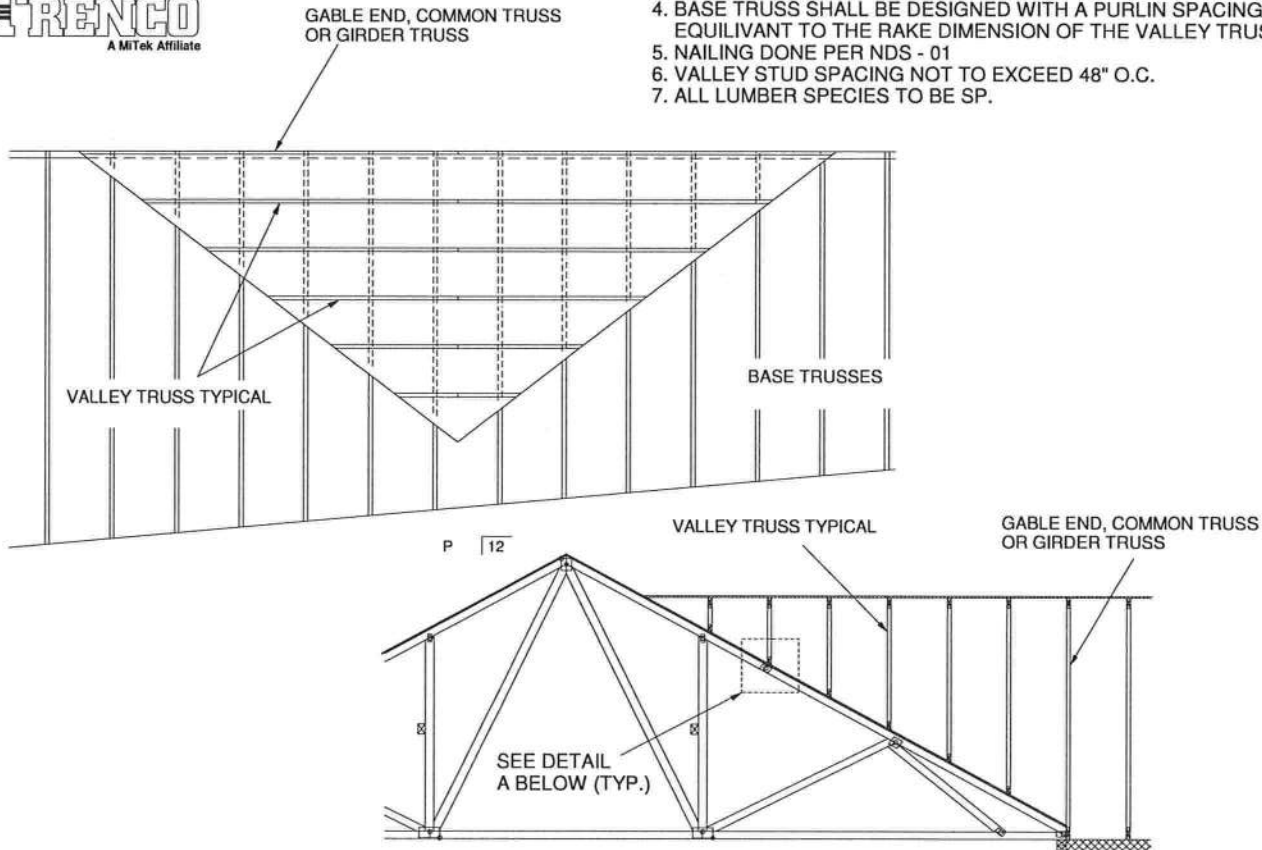 TRENCO
A MiTek Affiliate
GABLE END, COMMON TRUSS
OR GIRDER TRUSS
4. BASE TRUSS SHALL BE DESIGNED WITH A PURLIN SPACING
EQUILIVANT TO THE RAKE DIMENSION OF THE VALLEY TRUS
5. NAILING DONE PER NDS - 01
6. VALLEY STUD SPACING NOT TO EXCEED 48" O.C.
7. ALL LUMBER SPECIES TO BE SP.
VALLEY TRUSS TYPICAL
BASE TRUSSES
P 12
VALLEY TRUSS TYPICAL
GABLE END, COMMON TRUSS
OR GIRDER TRUSS
SEE DETAIL
A BELOW (TYP.)